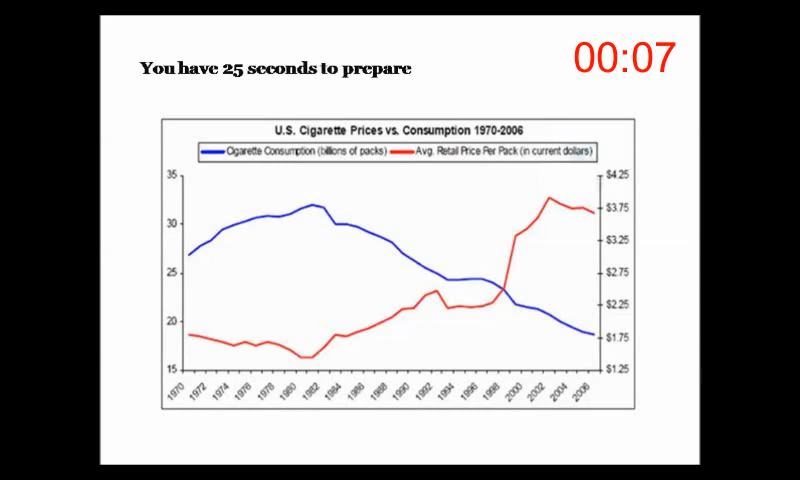 You have 25 seconds to prepare
00:07
U.S. Cigarette Prices vs. Consumption 1970-2006
Cigarette Consumption (billions of packs) Avg. Retail Price Per Pack (in current dollars)
35 $4.25
30 $3.75
$3.25
25 $2.75
$2.25
20 $1.75
15 $1.25
1970 1972 1974 1976 1978 1980 1982 1984 1986 1988 1990 1992 1994 1996 1998 2000 2002 2004 2006